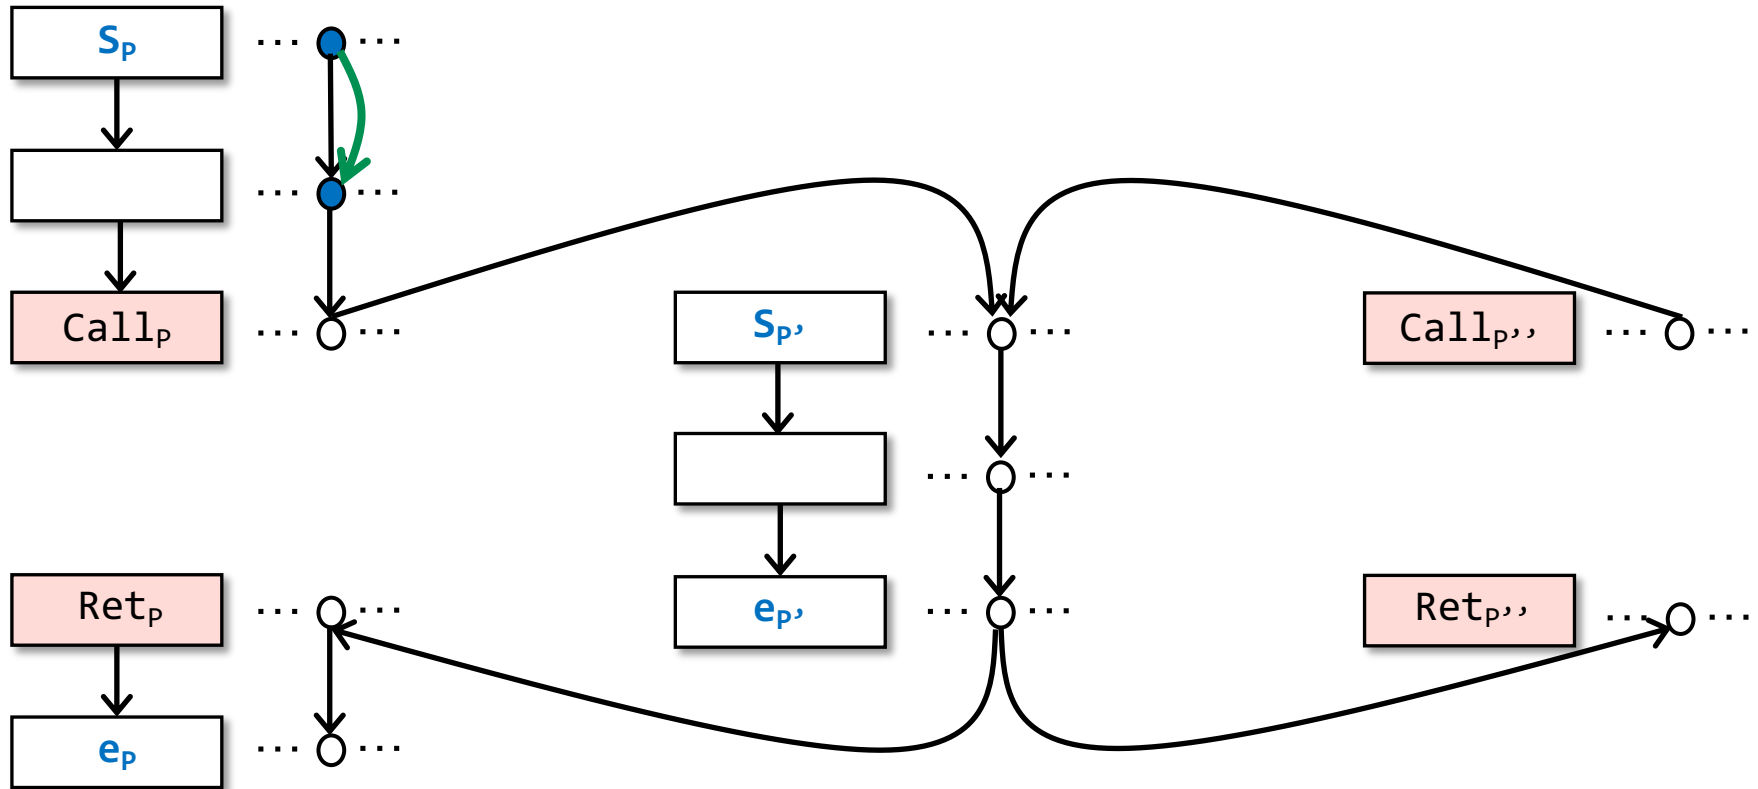 Sₚ ... ...
... ...
Callₚ ... ...
Sₚ’ ... ...
Callₚ’’ ... ...
... ...
Retₚ ... ...
eₚ’ ... ...
Retₚ’’ ... ...
eₚ ... ...